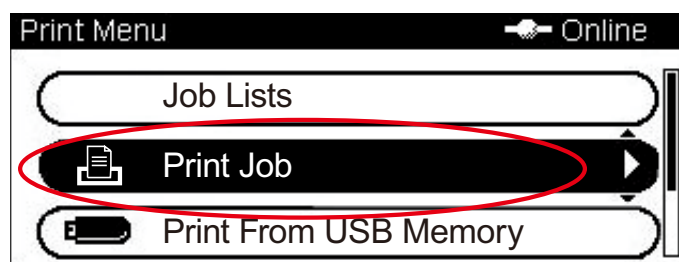 Print Menu Online
Job Lists
Print Job
Print From USB Memory